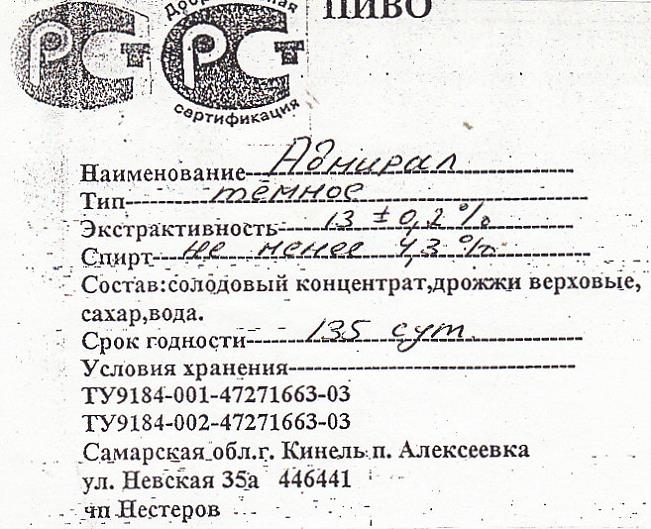 ПИВО
Добровольная
РСТ РСТ
сертификация
Наименование Адмирал
Тип тёмное
Экстрактивность 13 ± 0,2 %
Спирт не менее 4,3 %
Состав:солодовый концентрат,дрожжи верховые,
сахар,вода.
Срок годности 135 сут.
Условия хранения
ТУ9184-001-47271663-03
ТУ9184-002-47271663-03
Самарская обл.г. Кинель п. Алексеевка
ул. Невская 35а 446441
чп Нестеров